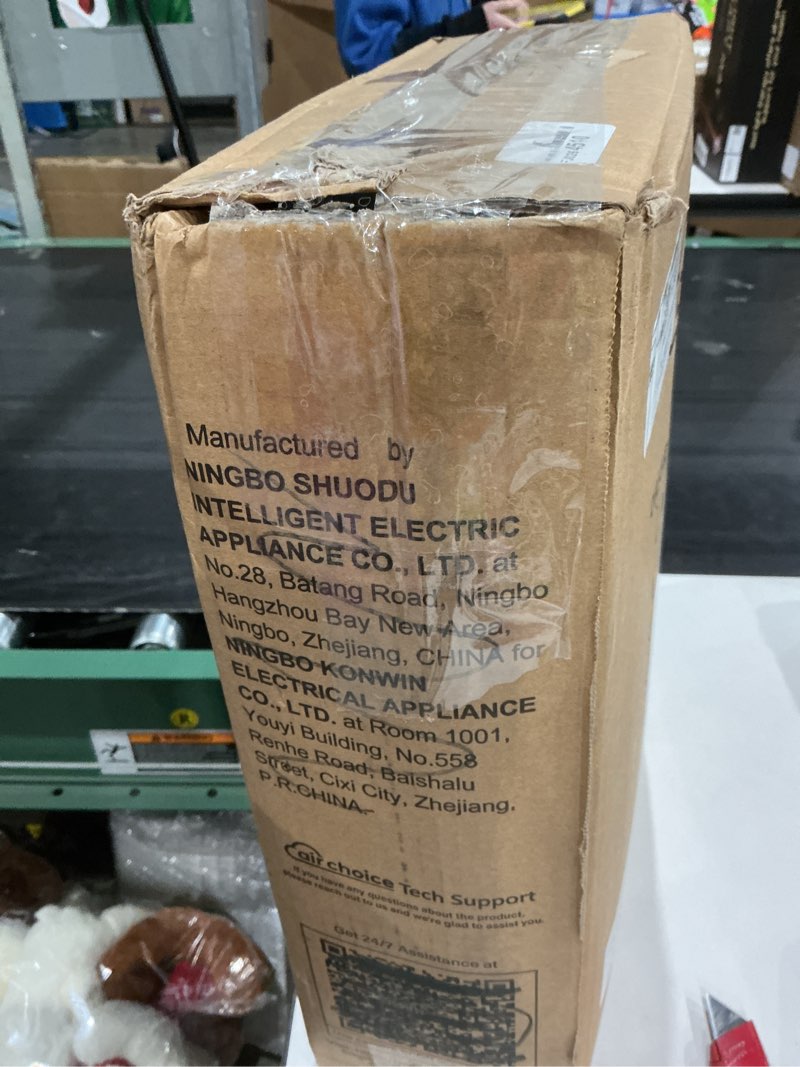 Manufactured by
NINGBO SHUODU
INTELLIGENT ELECTRIC
APPLIANCE CO., LTD. at
No.28, Batang Road, Ningbo
Hangzhou Bay New Area,
Ningbo, Zhejiang, CHINA for
NINGBO KONWIN
ELECTRICAL APPLIANCE
CO., LTD. at Room 1001,
Youyi Building, No.558
Renhe Road, Baishalu
Street, Cixi City, Zhejiang.
P.R.CHINA.
air choice Tech Support
If you have any questions about the product,
please reach out to us and we're glad to assist you.
Get 24/7 Assistance at